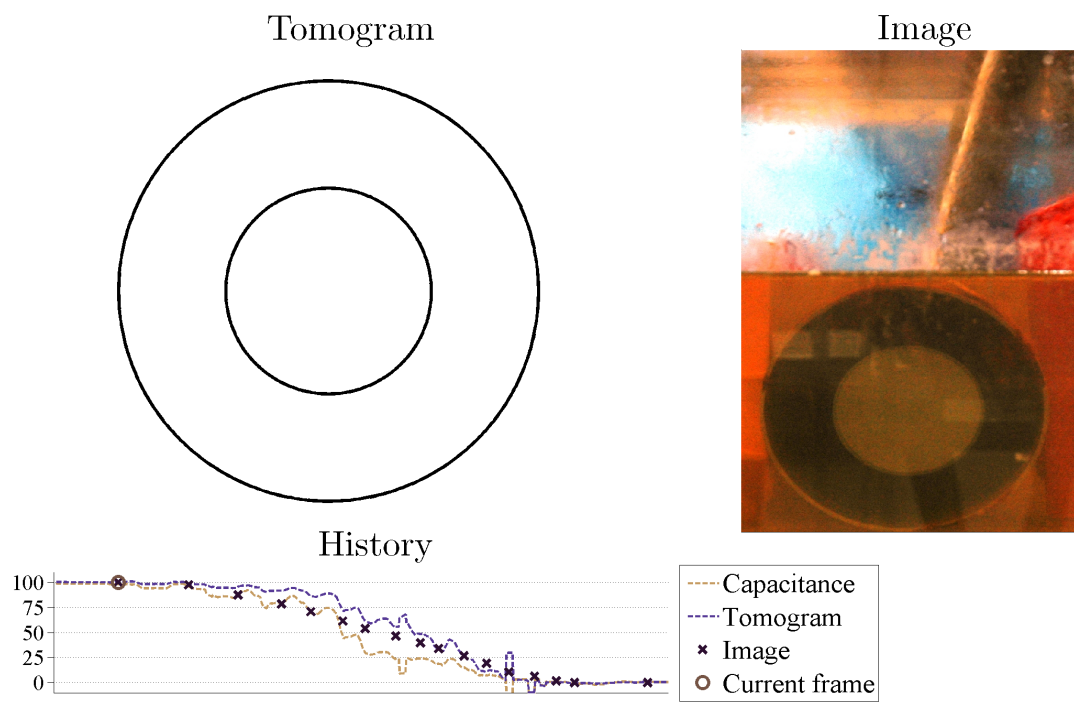 Tomogram
Image
History
100
75
50
25
0
Capacitance
Tomogram
Image
Current frame